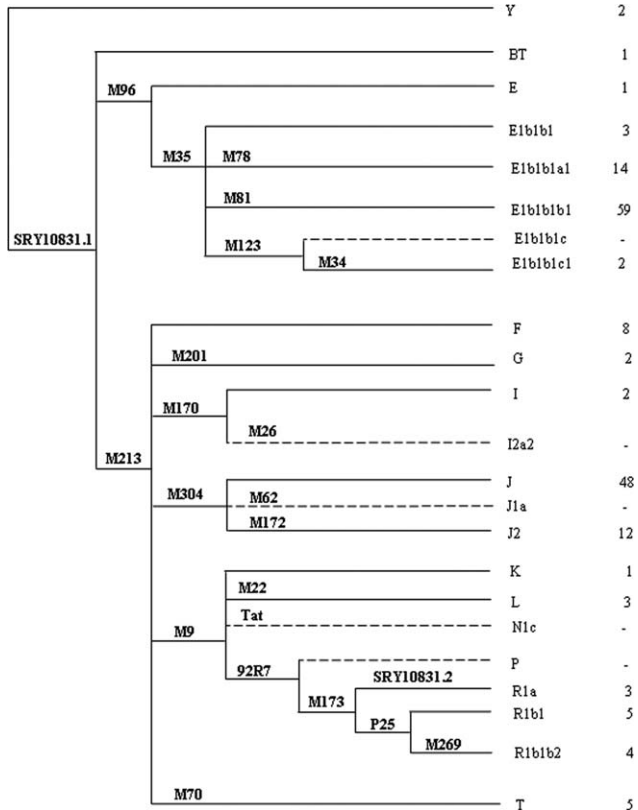 Y 2
BT 1
M96
E 1
E1b1b1 3
M35 M78
E1b1b1a1 14
M81
E1b1b1b1 59
SRY10831.1
M123
E1b1b1c -
M34
E1b1b1c1 2
F 8
M201
G 2
I 2
M170
M26
I2a2 -
M213
J 48
M304 M62
J1a -
M172
J2 12
K 1
M22
L 3
Tat
N1c -
M9
P -
92R7
SRY10831.2
R1a 3
M173
R1b1 5
P25
M269
R1b1b2 4
M70
T 5